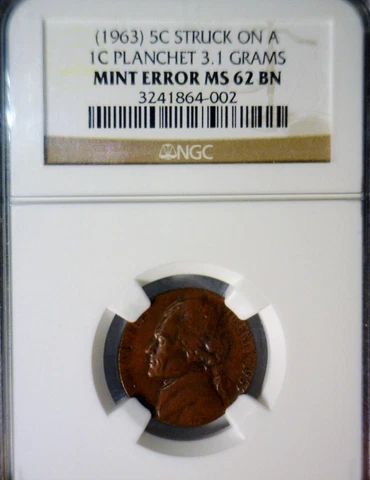 (1963) 5C STRUCK ON A
1C PLANCHET 3.1 GRAMS
MINT ERROR MS 62 BN
3241864-002
NGC